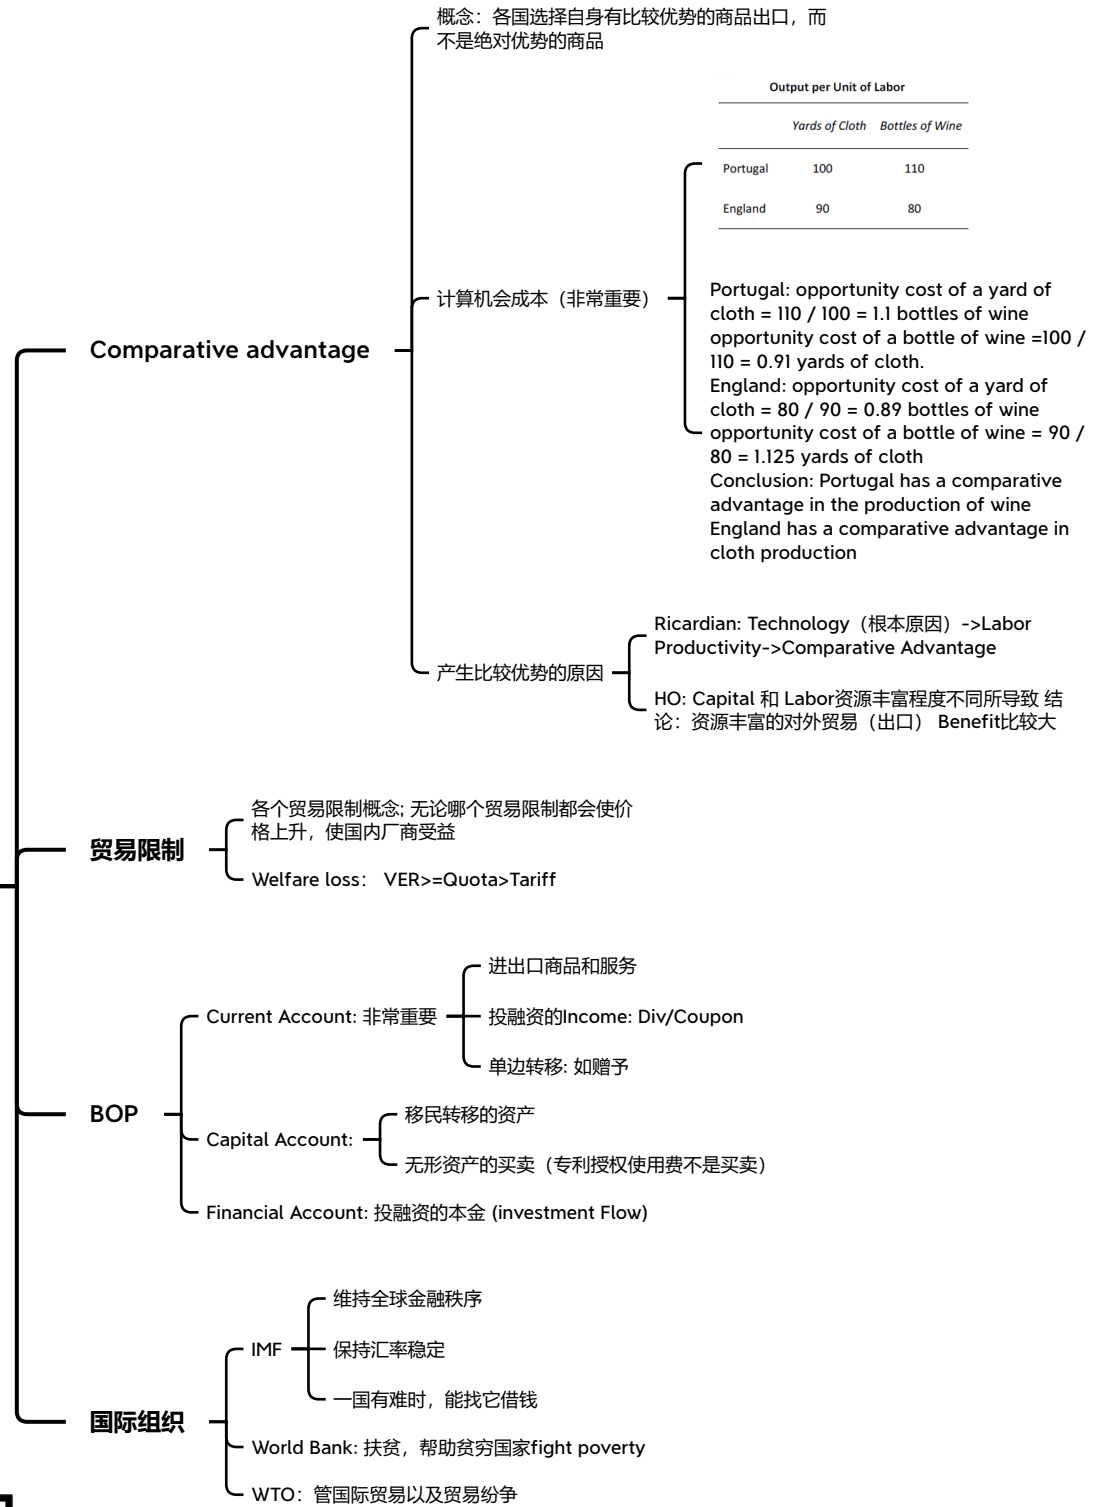 概念：各国选择自身有比较优势的商品出口，而
不是绝对优势的商品
Output per Unit of Labor
Yards of Cloth Bottles of Wine
Portugal 100 110
England 90 80
计算机会成本（非常重要）
Portugal: opportunity cost of a yard of
cloth = 110 / 100 = 1.1 bottles of wine
opportunity cost of a bottle of wine =100 /
110 = 0.91 yards of cloth.
England: opportunity cost of a yard of
cloth = 80 / 90 = 0.89 bottles of wine
opportunity cost of a bottle of wine = 90 /
80 = 1.125 yards of cloth
Conclusion: Portugal has a comparative
advantage in the production of wine
England has a comparative advantage in
cloth production
Comparative advantage
产生比较优势的原因
Ricardian: Technology（根本原因）->Labor
Productivity->Comparative Advantage
HO: Capital 和 Labor资源丰富程度不同所导致 结
论：资源丰富的对外贸易（出口） Benefit比较大
贸易限制
各个贸易限制概念; 无论哪个贸易限制都会使价
格上升，使国内厂商受益
Welfare loss： VER>=Quota>Tariff
BOP
Current Account: 非常重要
进出口商品和服务
投融资的Income: Div/Coupon
单边转移: 如赠予
Capital Account:
移民转移的资产
无形资产的买卖（专利授权使用费不是买卖）
Financial Account: 投融资的本金 (investment Flow)
国际组织
IMF
维持全球金融秩序
保持汇率稳定
一国有难时，能找它借钱
World Bank: 扶贫，帮助贫穷国家fight poverty
WTO：管国际贸易以及贸易纷争